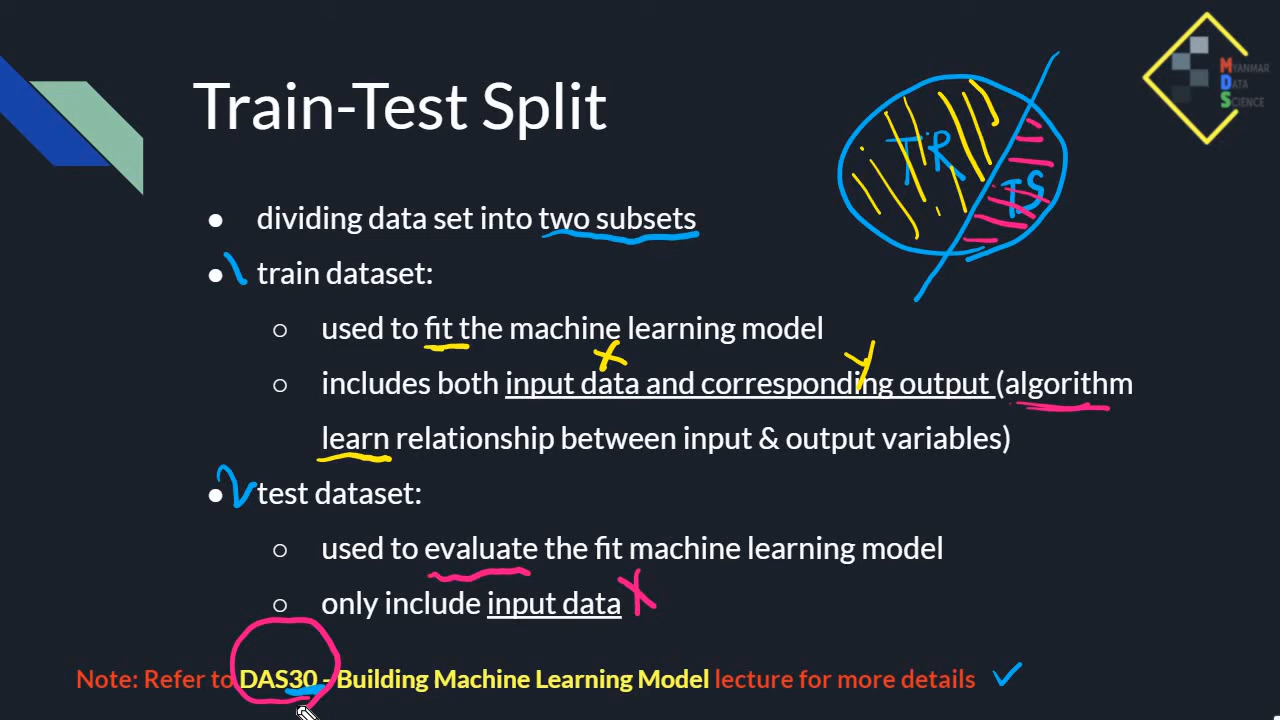 MYANMAR
DATA
SCIENCE
Train-Test Split
TR
TS
● dividing data set into two subsets
● train dataset:
○ used to fit the machine learning model
X
Y
○ includes both input data and corresponding output (algorithm
learn relationship between input & output variables)
● test dataset:
○ used to evaluate the fit machine learning model
○ only include input data
X
Note: Refer to DAS30 - Building Machine Learning Model lecture for more details